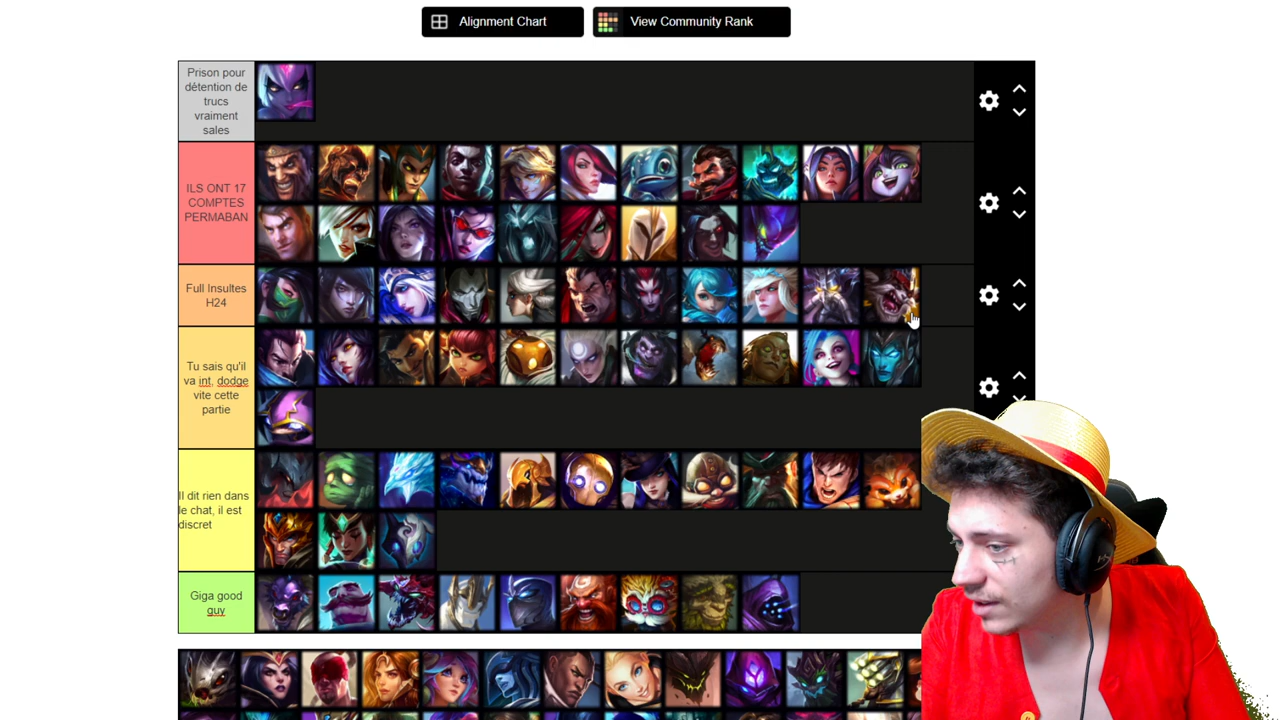 Alignment Chart
View Community Rank
Prison pour
détention de
trucs
vraiment
sales
ILS ONT 17
COMPTES
PERMABAN
Full Insultes
H24
Tu sais qu'il
va int, dodge
vite cette
partie
Il dit rien dans
le chat, il est
discret
Giga good
guy